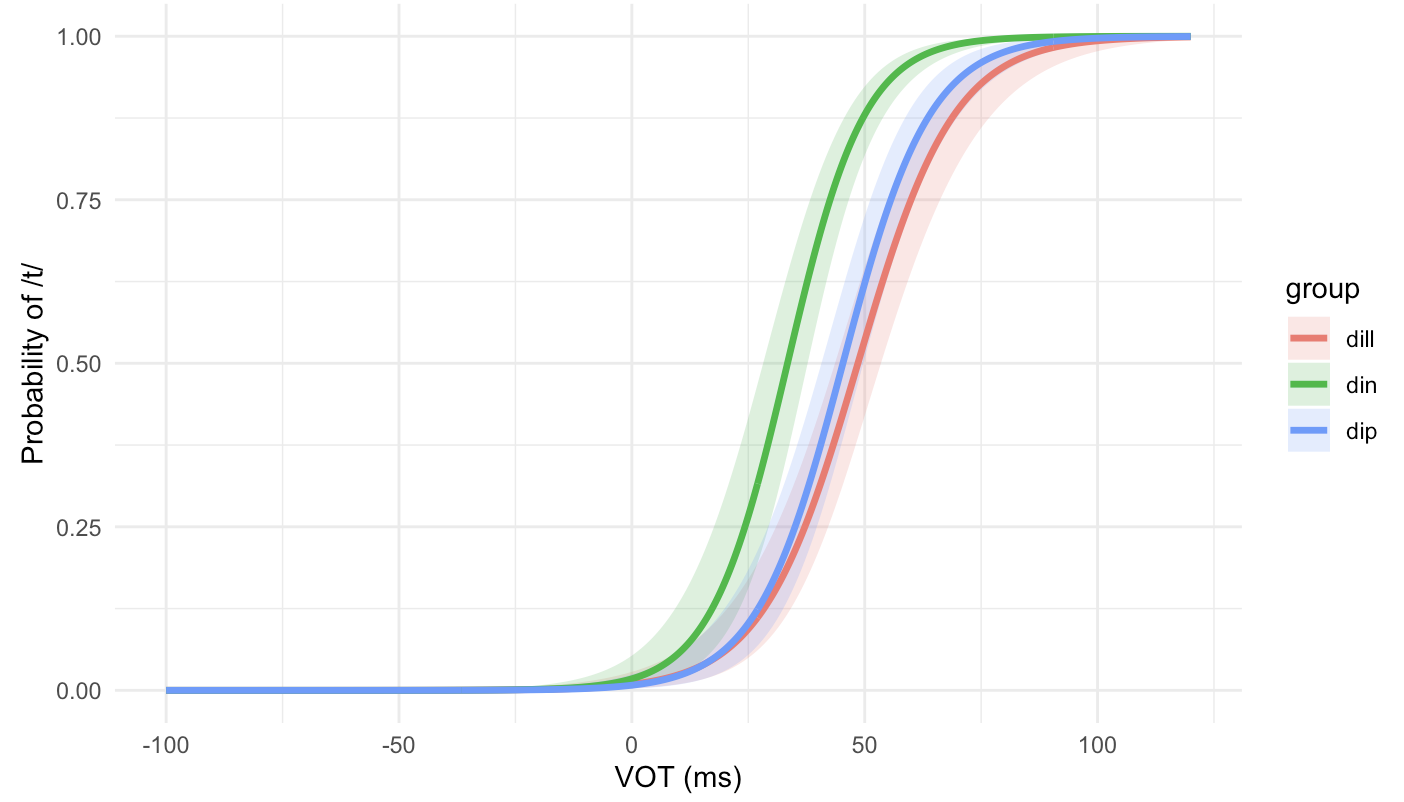 1.00
0.75
0.50
0.25
0.00
Probability of /t/
-100 -50 0 50 100
VOT (ms)
group
dill
din
dip